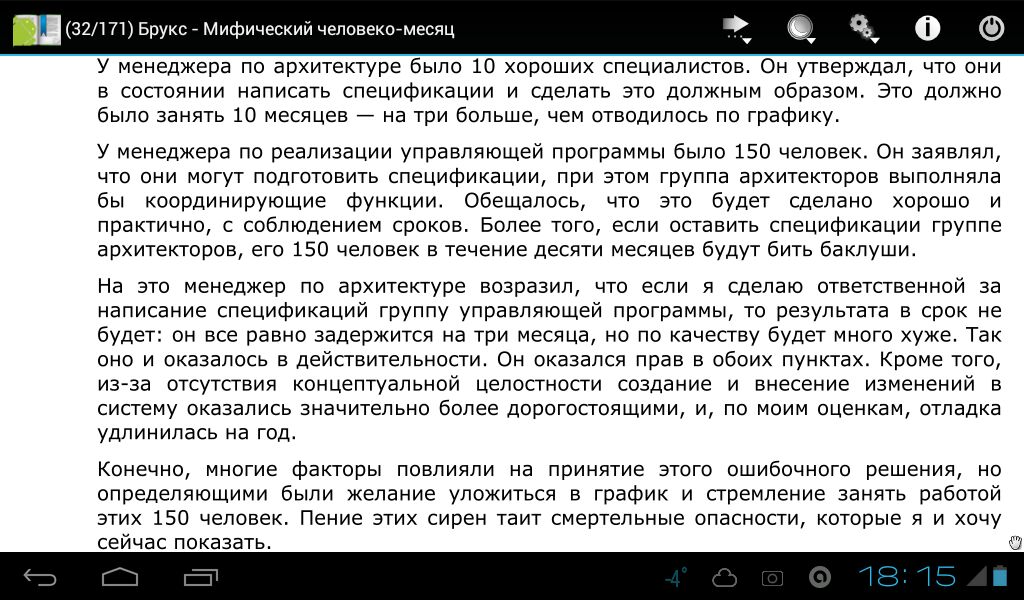 (32/171) Брукс - Мифический человеко-месяц
У менеджера по архитектуре было 10 хороших специалистов. Он утверждал, что они
в состоянии написать спецификации и сделать это должным образом. Это должно
было занять 10 месяцев — на три больше, чем отводилось по графику.
У менеджера по реализации управляющей программы было 150 человек. Он заявлял,
что они могут подготовить спецификации, при этом группа архитекторов выполняла
бы координирующие функции. Обещалось, что это будет сделано хорошо и
практично, с соблюдением сроков. Более того, если оставить спецификации группе
архитекторов, его 150 человек в течение десяти месяцев будут бить баклуши.
На это менеджер по архитектуре возразил, что если я сделаю ответственной за
написание спецификаций группу управляющей программы, то результата в срок не
будет: он все равно задержится на три месяца, но по качеству будет много хуже. Так
оно и оказалось в действительности. Он оказался прав в обоих пунктах. Кроме того,
из-за отсутствия концептуальной целостности создание и внесение изменений в
систему оказались значительно более дорогостоящими, и, по моим оценкам, отладка
удлинилась на год.
Конечно, многие факторы повлияли на принятие этого ошибочного решения, но
определяющими были желание уложиться в график и стремление занять работой
этих 150 человек. Пение этих сирен таит смертельные опасности, которые я и хочу
сейчас показать.
-4° 18:15